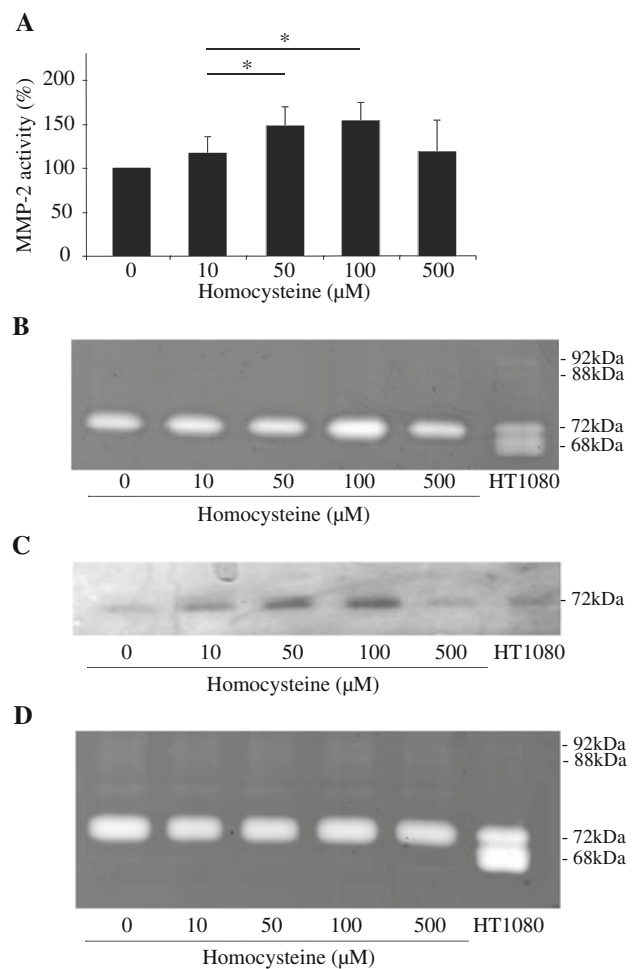 A
*
*
MMP-2 activity (%)
200
150
100
50
0
0 10 50 100 500
Homocysteine (µM)
B
- 92kDa
- 88kDa
- 72kDa
- 68kDa
0 10 50 100 500 HT1080
Homocysteine (µM)
C
- 72kDa
0 10 50 100 500 HT1080
Homocysteine (µM)
D
- 92kDa
- 88kDa
- 72kDa
- 68kDa
0 10 50 100 500 HT1080
Homocysteine (µM)